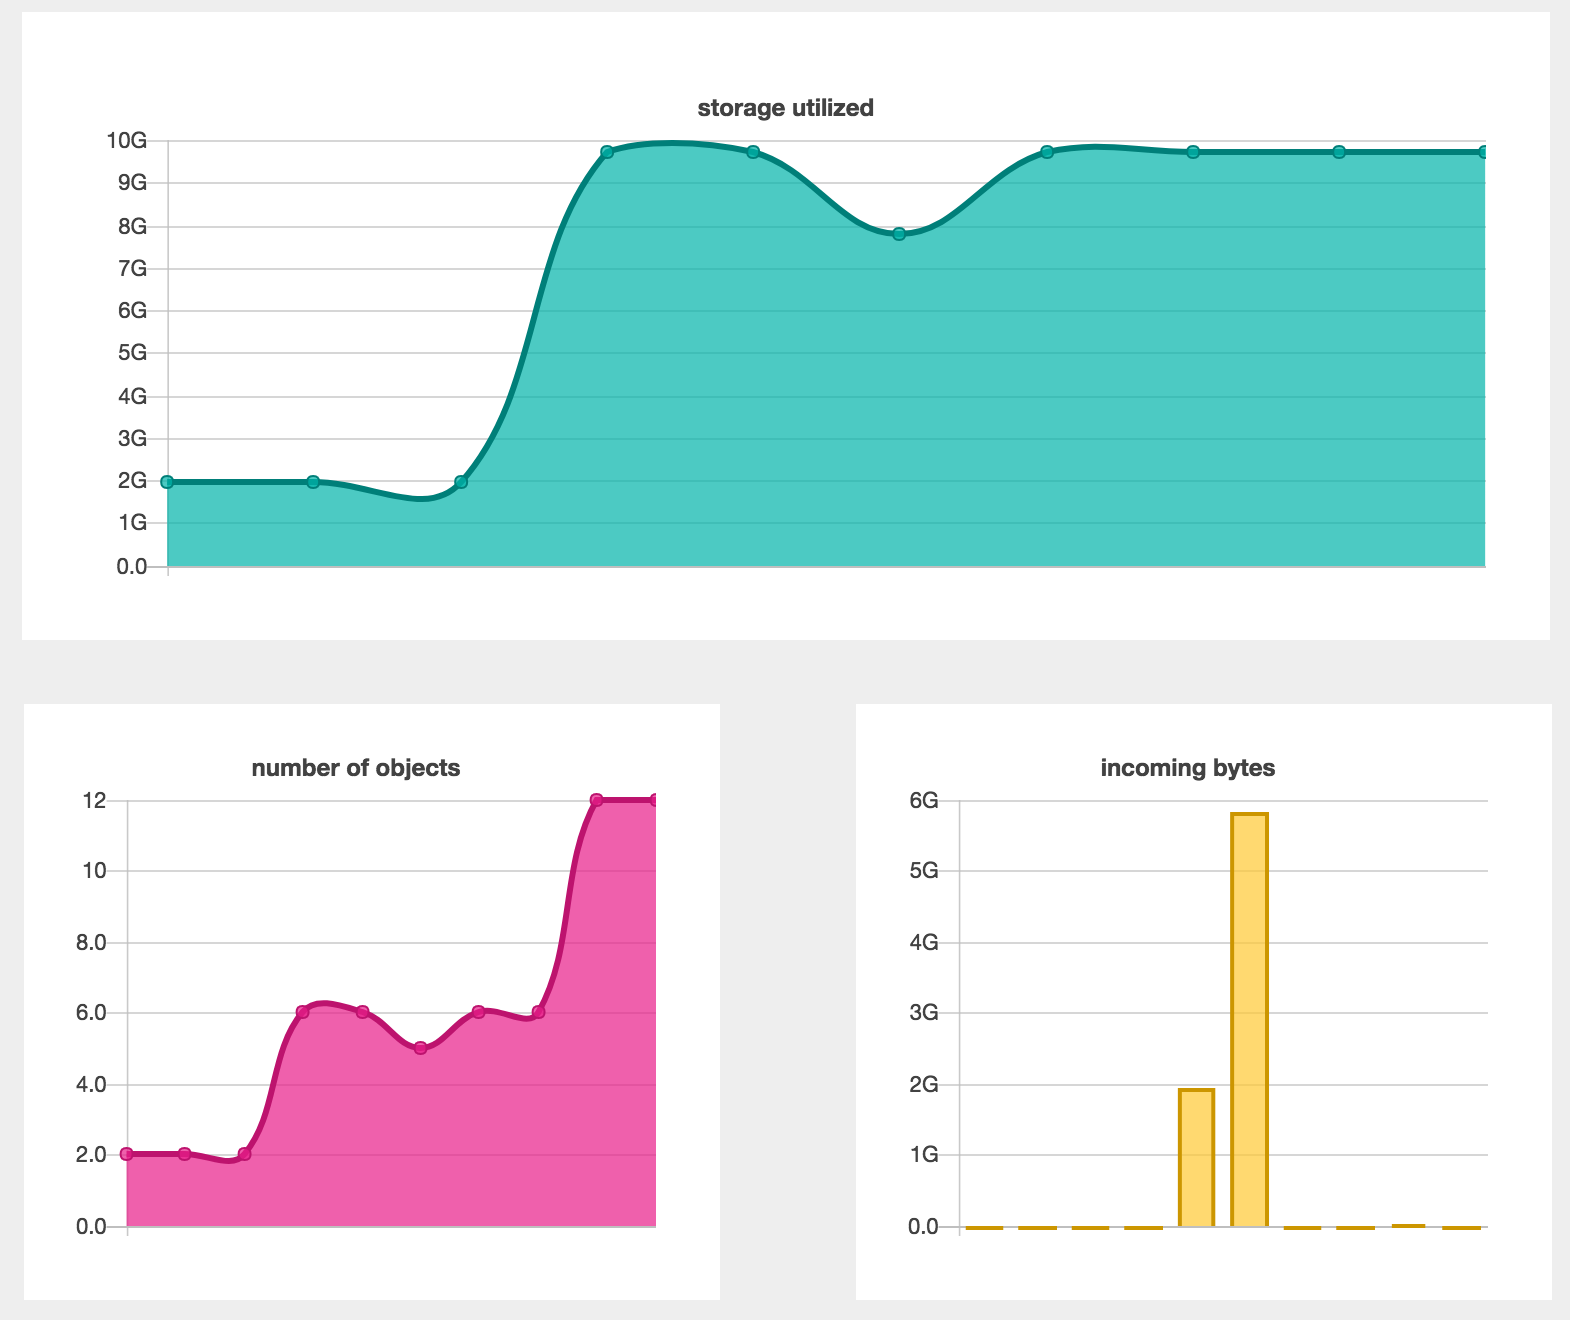 storage utilized
10G
9G
8G
7G
6G
5G
4G
3G
2G
1G
0.0
number of objects
12
10
8.0
6.0
4.0
2.0
0.0
incoming bytes
6G
5G
4G
3G
2G
1G
0.0